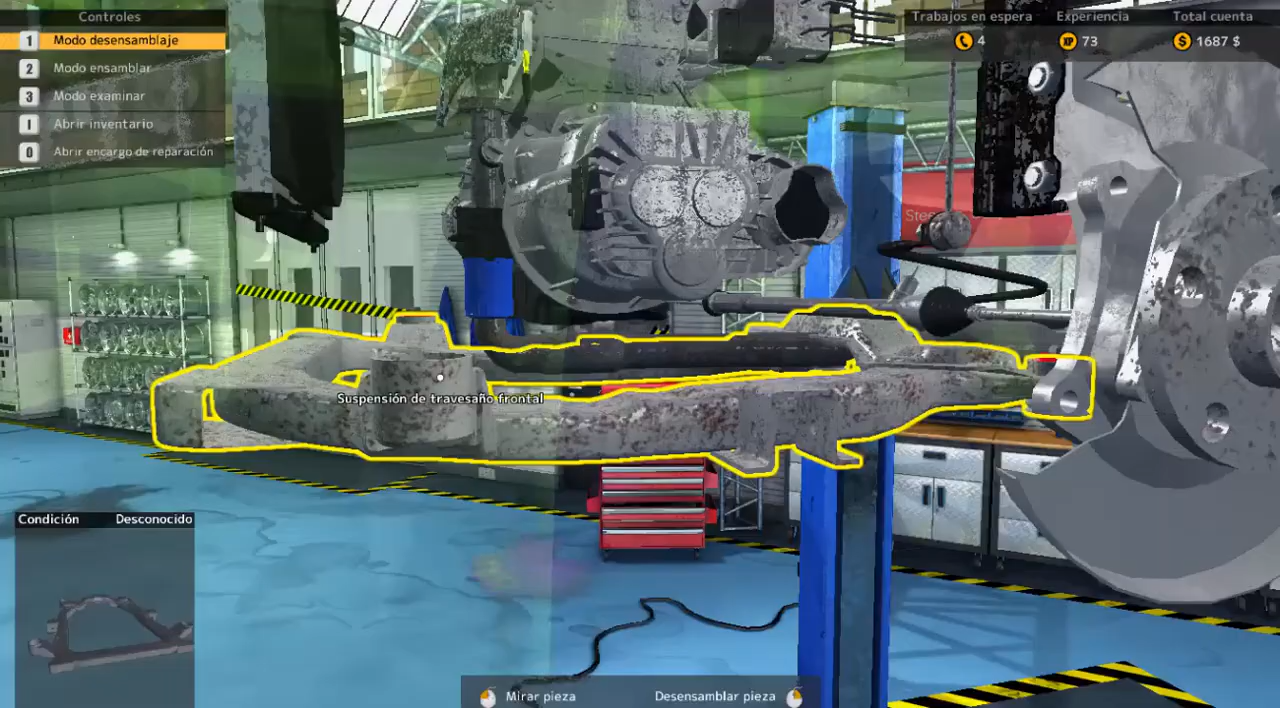 Controles
1 Modo desensamblaje
2 Modo ensamblar
3 Modo examinar
I Abrir inventario
O Abrir encargo de reparación
Trabajos en espera Experiencia Total cuenta
4 XP 73 $ 1687 $
Suspensión de travesaño frontal
Condición Desconocido
Mirar pieza Desensamblar pieza